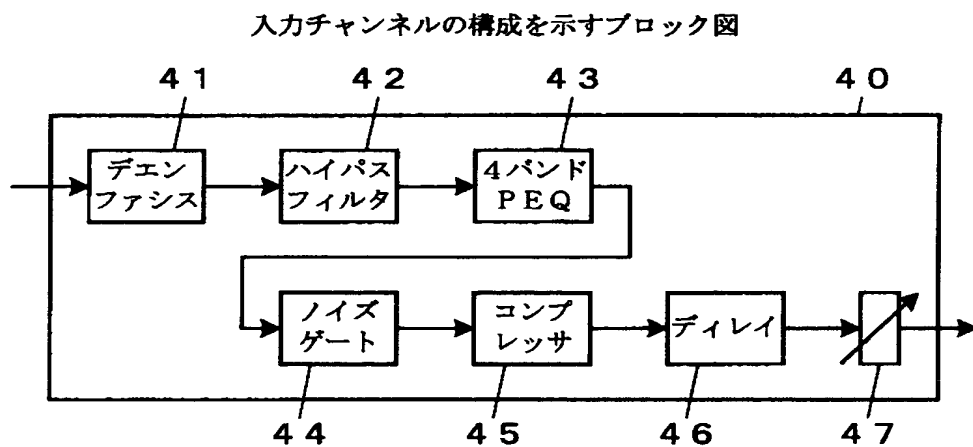 入力チャンネルの構成を示すブロック図
41
42
43
40
デエン
ファシス
ハイパス
フィルタ
4バンド
PEQ
ノイズ
ゲート
コンプ
レッサ
ディレイ
44
45
46
47